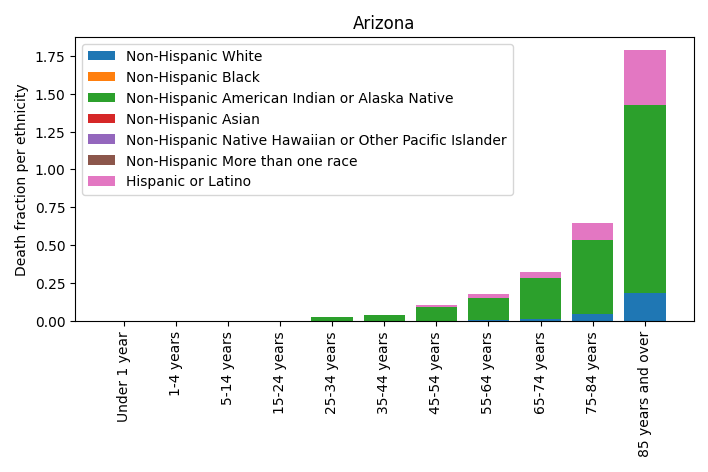 Arizona
Death fraction per ethnicity
1.75
1.50
1.25
1.00
0.75
0.50
0.25
0.00
Non-Hispanic White
Non-Hispanic Black
Non-Hispanic American Indian or Alaska Native
Non-Hispanic Asian
Non-Hispanic Native Hawaiian or Other Pacific Islander
Non-Hispanic More than one race
Hispanic or Latino
Under 1 year
1-4 years
5-14 years
15-24 years
25-34 years
35-44 years
45-54 years
55-64 years
65-74 years
75-84 years
85 years and over